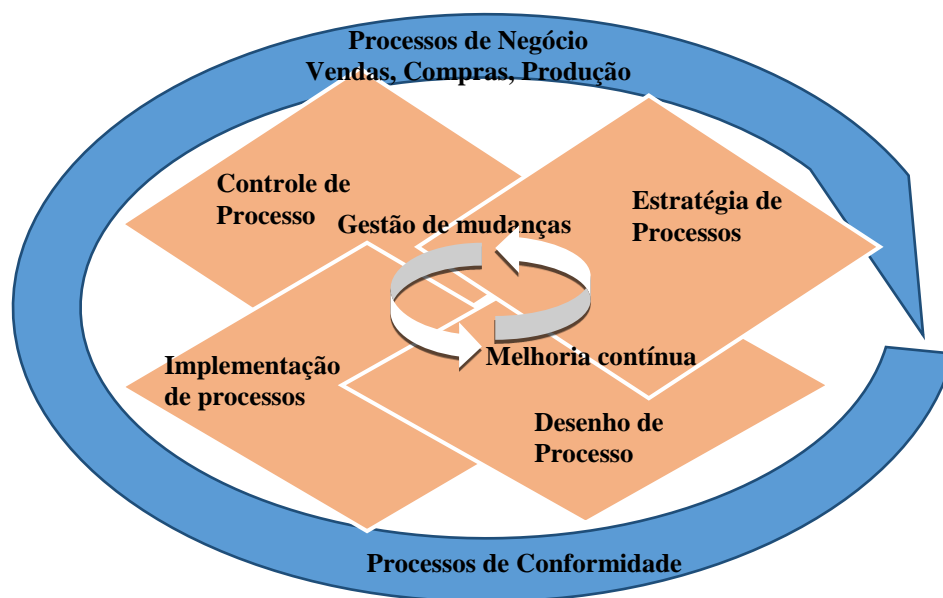 Processos de Negócio
Vendas, Compras, Produção
Controle de
Processo
Estratégia de
Processos
Gestão de mudanças
Implementação
de processos
Melhoria contínua
Desenho de
Processo
Processos de Conformidade